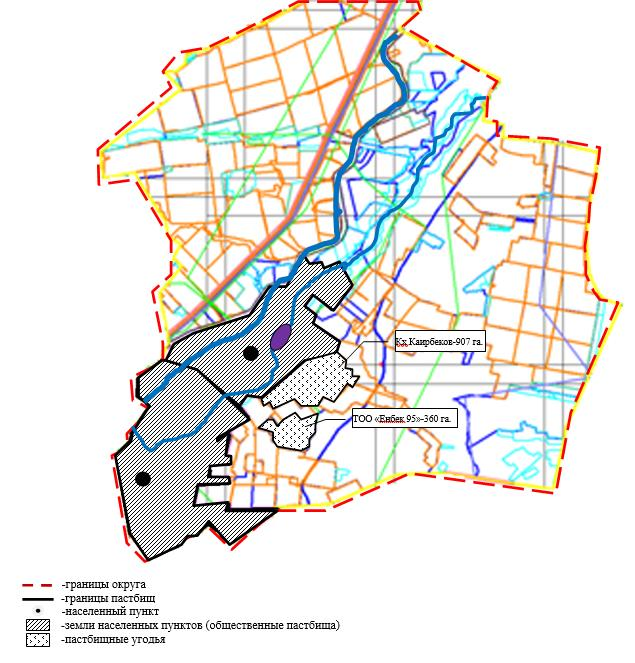 Кх Каирбеков-907 га.
ТОО «Енбек 95»-360 га.
-границы округа
-границы пастбищ
-населенный пункт
-земли населенных пунктов (общественные пастбища)
-пастбищные угодья